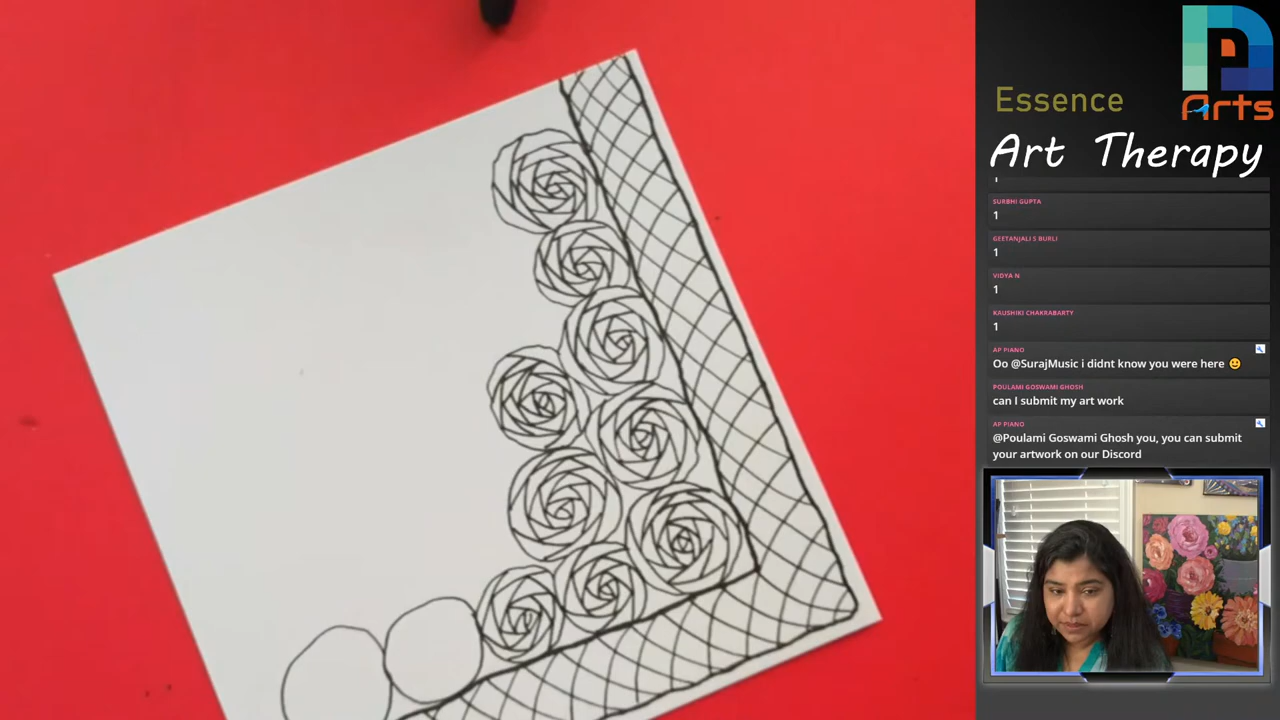 Arts
Essence
Art Therapy
SURBHI GUPTA
1
GEETANJALI S BURLI
1
VIDYA N
1
KAUSHIKI CHAKRABARTY
1
AP PIANO
Oo @SurajMusic i didnt know you were here
POULAMI GOSWAMI GHOSH
can I submit my art work
AP PIANO
@Poulami Goswami Ghosh you, you can submit
your artwork on our Discord